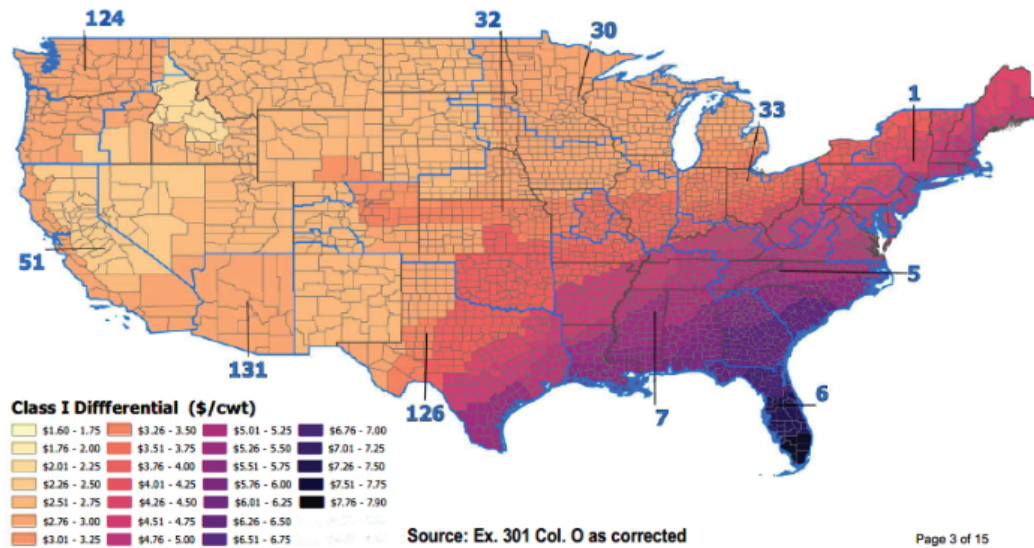 124
32
30
1
33
51
5
131
126
7
6
Class I Diffferential ($/cwt)
$1.60 - 1.75 $3.26 - 3.50 $5.01 - 5.25 $6.76 - 7.00
$1.76 - 2.00 $3.51 - 3.75 $5.26 - 5.50 $7.01 - 7.25
$2.01 - 2.25 $3.76 - 4.00 $5.51 - 5.75 $7.26 - 7.50
$2.26 - 2.50 $4.01 - 4.25 $5.76 - 6.00 $7.51 - 7.75
$2.51 - 2.75 $4.26 - 4.50 $6.01 - 6.25 $7.76 - 7.90
$2.76 - 3.00 $4.51 - 4.75 $6.26 - 6.50
$3.01 - 3.25 $4.76 - 5.00 $6.51 - 6.75
Source: Ex. 301 Col. O as corrected
Page 3 of 15